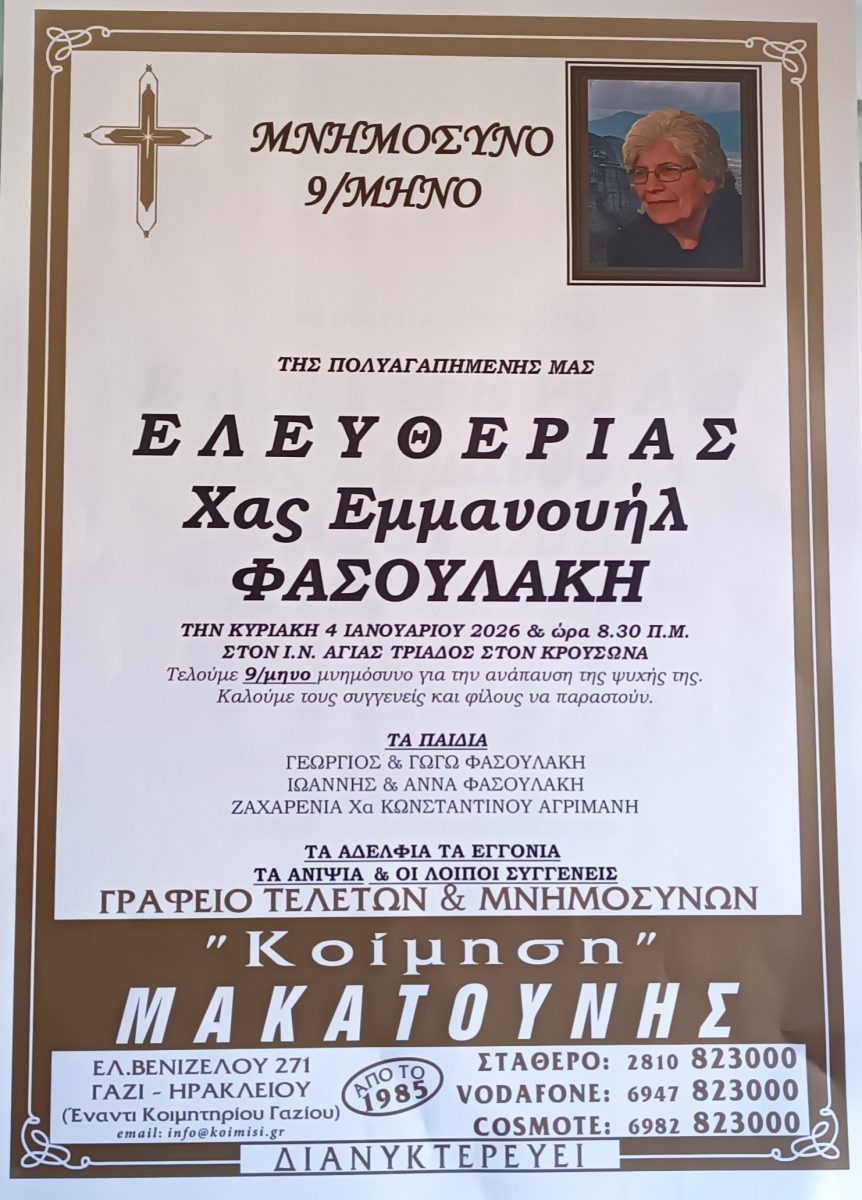 ΜΝΗΜΟΣΥΝΟ
9/ΜΗΝΟ
ΤΗΣ ΠΟΛΥΑΓΑΠΗΜΕΝΗΣ ΜΑΣ
ΕΛΕΥΘΕΡΙΑΣ
Χας Εμμανουήλ
ΦΑΣΟΥΛΑΚΗ
ΤΗΝ ΚΥΡΙΑΚΗ 4 ΙΑΝΟΥΑΡΙΟΥ 2026 & ώρα 8.30 Π.Μ.
ΣΤΟΝ Ι.Ν. ΑΓΙΑΣ ΤΡΙΑΔΟΣ ΣΤΟΝ ΚΡΟΥΣΩΝΑ
Τελούμε 9/μηνο μνημόσυνο για την ανάπαυση της ψυχής της.
Καλούμε τους συγγενείς και φίλους να παραστούν.
ΤΑ ΠΑΙΔΙΑ
ΓΕΩΡΓΙΟΣ & ΓΩΓΩ ΦΑΣΟΥΛΑΚΗ
ΙΩΑΝΝΗΣ & ΑΝΝΑ ΦΑΣΟΥΛΑΚΗ
ΖΑΧΑΡΕΝΙΑ Χα ΚΩΝΣΤΑΝΤΙΝΟΥ ΑΓΡΙΜΑΝΗ
ΤΑ ΑΔΕΛΦΙΑ ΤΑ ΕΓΓΟΝΙΑ
ΤΑ ΑΝΙΨΙΑ & ΟΙ ΛΟΙΠΟΙ ΣΥΓΓΕΝΕΙΣ
ΓΡΑΦΕΙΟ ΤΕΛΕΤΩΝ & ΜΝΗΜΟΣΥΝΩΝ
"Κοίμηση"
ΜΑΚΑΤΟΥΝΗΣ
ΕΛ.ΒΕΝΙΖΕΛΟΥ 271
ΓΑΖΙ - ΗΡΑΚΛΕΙΟΥ
(Έναντι Κοιμητηρίου Γαζίου)
email: info@koimisi.gr
ΑΠΟ ΤΟ
1985
ΣΤΑΘΕΡΟ: 2810 823000
VODAFONE: 6947 823000
COSMOTE: 6982 823000
ΔΙΑΝΥΚΤΕΡΕΥΕΙ